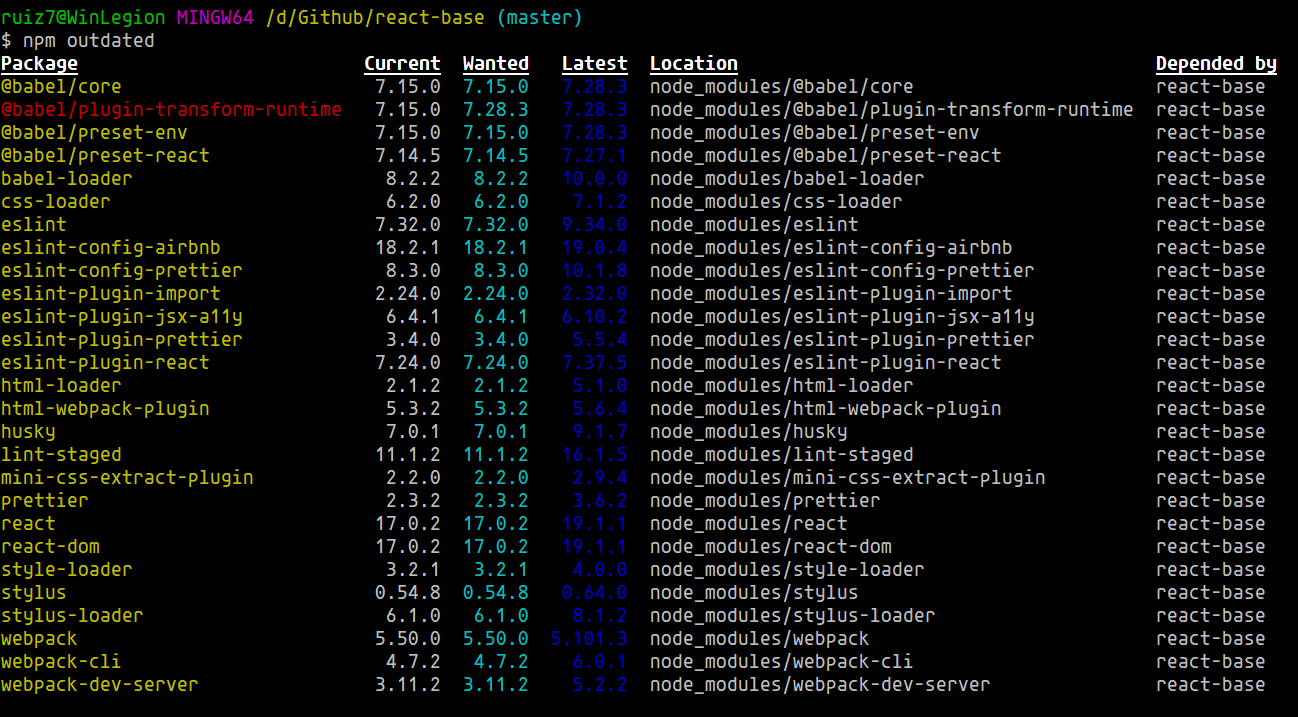 ruiz7@WinLegion MINGW64 /d/Github/react-base (master)
$ npm outdated
Package Current Wanted Latest Location Depended by
@babel/core 7.15.0 7.15.0 7.28.3 node_modules/@babel/core react-base
@babel/plugin-transform-runtime 7.15.0 7.28.3 7.28.3 node_modules/@babel/plugin-transform-runtime react-base
@babel/preset-env 7.15.0 7.15.0 7.28.3 node_modules/@babel/preset-env react-base
@babel/preset-react 7.14.5 7.14.5 7.27.1 node_modules/@babel/preset-react react-base
babel-loader 8.2.2 8.2.2 10.0.0 node_modules/babel-loader react-base
css-loader 6.2.0 6.2.0 7.1.2 node_modules/css-loader react-base
eslint 7.32.0 7.32.0 9.34.0 node_modules/eslint react-base
eslint-config-airbnb 18.2.1 18.2.1 19.0.4 node_modules/eslint-config-airbnb react-base
eslint-config-prettier 8.3.0 8.3.0 10.1.8 node_modules/eslint-config-prettier react-base
eslint-plugin-import 2.24.0 2.24.0 2.32.0 node_modules/eslint-plugin-import react-base
eslint-plugin-jsx-a11y 6.4.1 6.4.1 6.10.2 node_modules/eslint-plugin-jsx-a11y react-base
eslint-plugin-prettier 3.4.0 3.4.0 5.5.4 node_modules/eslint-plugin-prettier react-base
eslint-plugin-react 7.24.0 7.24.0 7.37.5 node_modules/eslint-plugin-react react-base
html-loader 2.1.2 2.1.2 5.1.0 node_modules/html-loader react-base
html-webpack-plugin 5.3.2 5.3.2 5.6.4 node_modules/html-webpack-plugin react-base
husky 7.0.1 7.0.1 9.1.7 node_modules/husky react-base
lint-staged 11.1.2 11.1.2 16.1.5 node_modules/lint-staged react-base
mini-css-extract-plugin 2.2.0 2.2.0 2.9.4 node_modules/mini-css-extract-plugin react-base
prettier 2.3.2 2.3.2 3.6.2 node_modules/prettier react-base
react 17.0.2 17.0.2 19.1.1 node_modules/react react-base
react-dom 17.0.2 17.0.2 19.1.1 node_modules/react-dom react-base
style-loader 3.2.1 3.2.1 4.0.0 node_modules/style-loader react-base
stylus 0.54.8 0.54.8 0.64.0 node_modules/stylus react-base
stylus-loader 6.1.0 6.1.0 8.1.2 node_modules/stylus-loader react-base
webpack 5.50.0 5.50.0 5.101.3 node_modules/webpack react-base
webpack-cli 4.7.2 4.7.2 6.0.1 node_modules/webpack-cli react-base
webpack-dev-server 3.11.2 3.11.2 5.2.2 node_modules/webpack-dev-server react-base